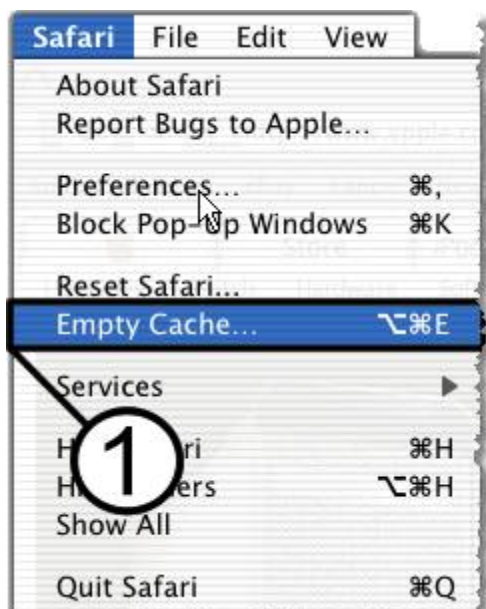 Safari File Edit View
About Safari
Report Bugs to Apple...
Preferences... ⌘,
Block Pop-Up Windows ⌘K
Reset Safari...
Empty Cache... ⌥⌘E
Services ▶
1
⌘H
⌥⌘H
Show All
Quit Safari ⌘Q